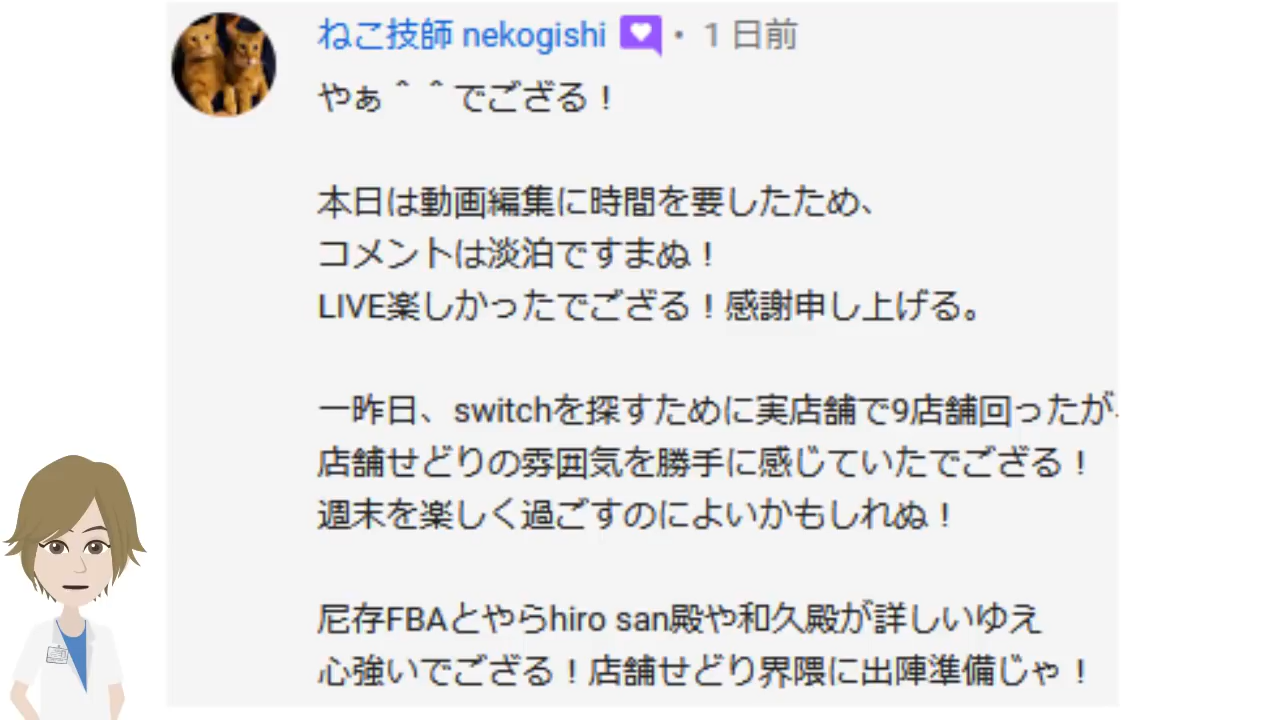 ねこ技師 nekogishi • 1 日前
やぁ＾＾でござる！
本日は動画編集に時間を要したため、
コメントは淡泊ですまぬ！
LIVE楽しかったでござる！感謝申し上げる。
一昨日、switchを探すために実店舗で9店舗回ったが、
店舗せどりの雰囲気を勝手に感じていたでござる！
週末を楽しく過ごすのによいかもしれぬ！
尼存FBAとやらhiro san殿や和久殿が詳しいゆえ
心強いでござる！店舗せどり界隈に出陣準備じゃ！